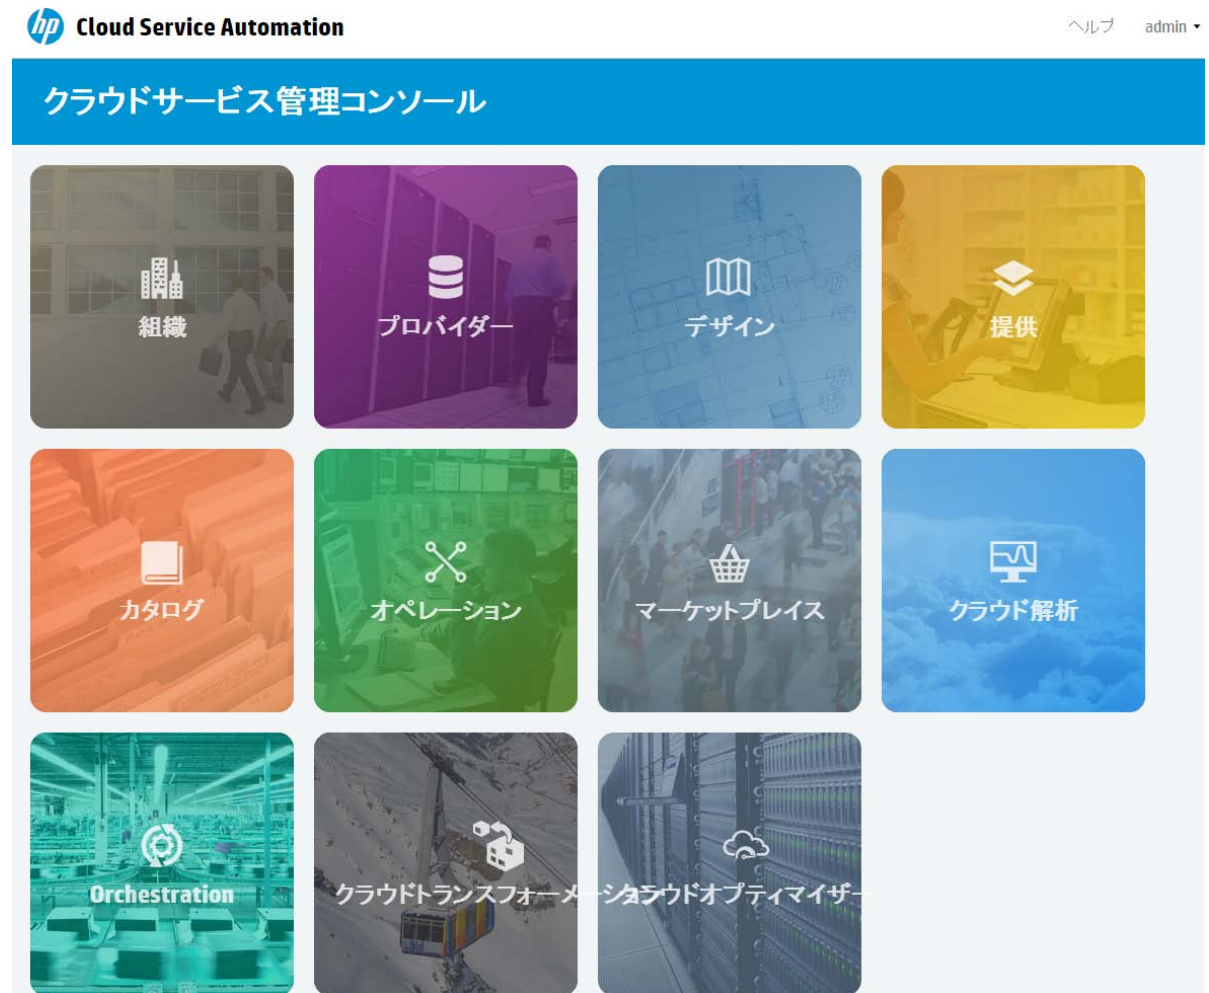 hp Cloud Service Automation
ヘルプ admin
クラウドサービス管理コンソール
組織
プロバイダー
デザイン
提供
カタログ
オペレーション
マーケットプレイス
クラウド解析
Orchestration
クラウドトランスフォーメーション
クラウドオプティマイザー